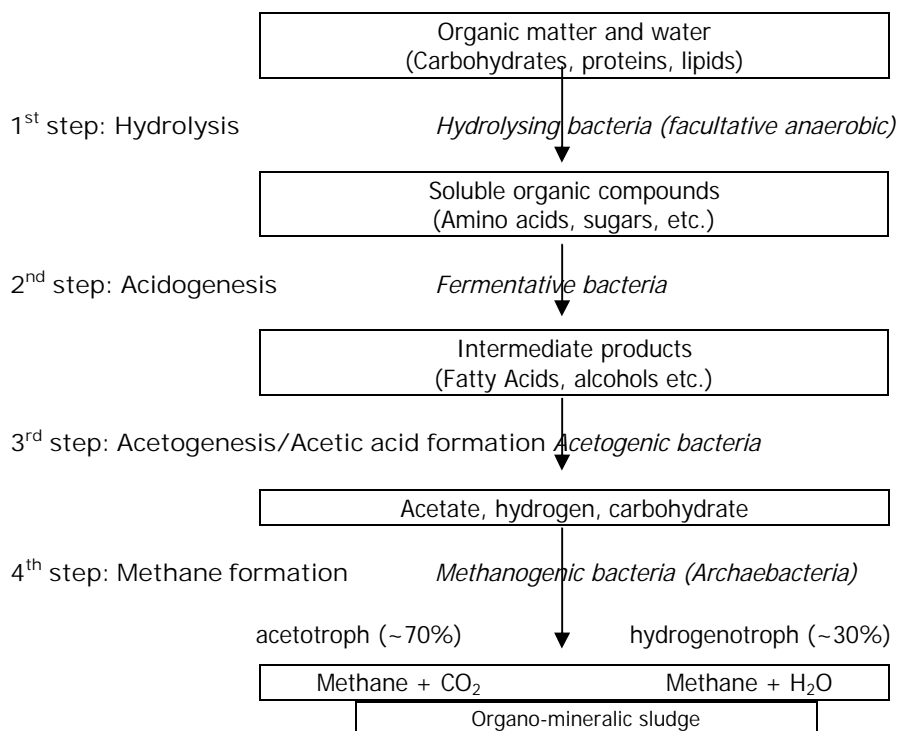 Organic matter and water
(Carbohydrates, proteins, lipids)
1st step: Hydrolysis Hydrolysing bacteria (facultative anaerobic)
Soluble organic compounds
(Amino acids, sugars, etc.)
2nd step: Acidogenesis Fermentative bacteria
Intermediate products
(Fatty Acids, alcohols etc.)
3rd step: Acetogenesis/Acetic acid formation Acetogenic bacteria
Acetate, hydrogen, carbohydrate
4th step: Methane formation Methanogenic bacteria (Archaebacteria)
acetotroph (~70%) hydrogenotroph (~30%)
Methane + CO2 Methane + H2O
Organo-mineralic sludge